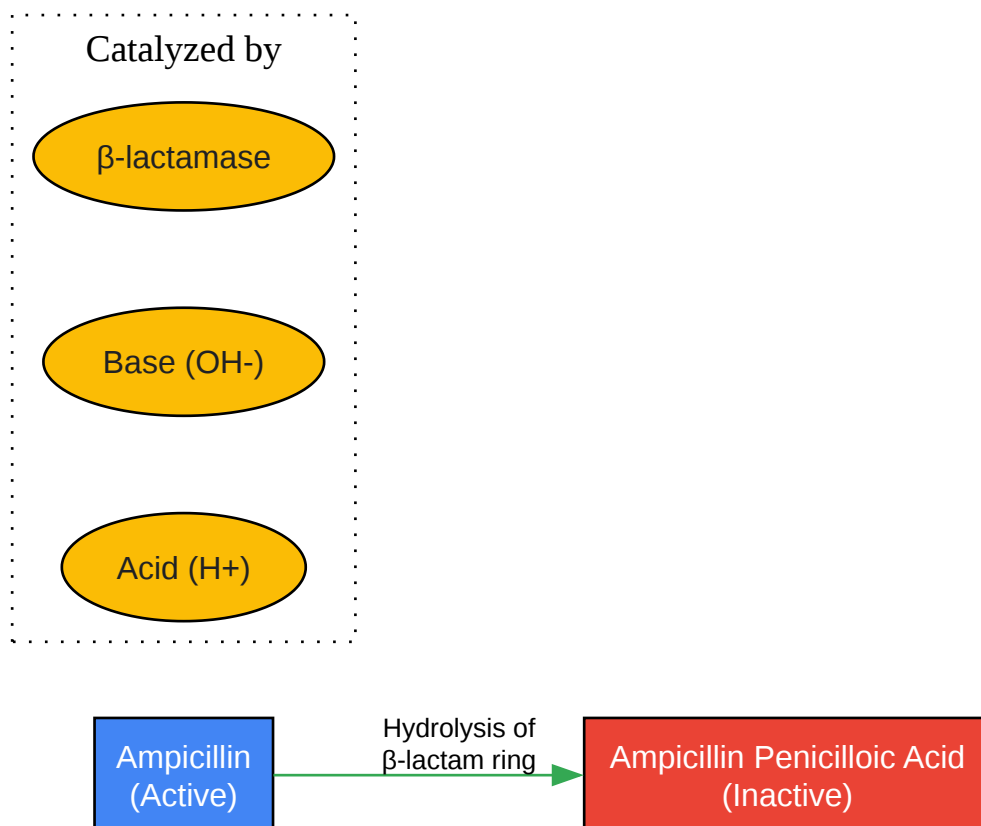 Catalyzed by
β-lactamase
Base (OH-)
Acid (H+)
Ampicillin
(Active)
Hydrolysis of
β-lactam ring
Ampicillin Penicilloic Acid
(Inactive)